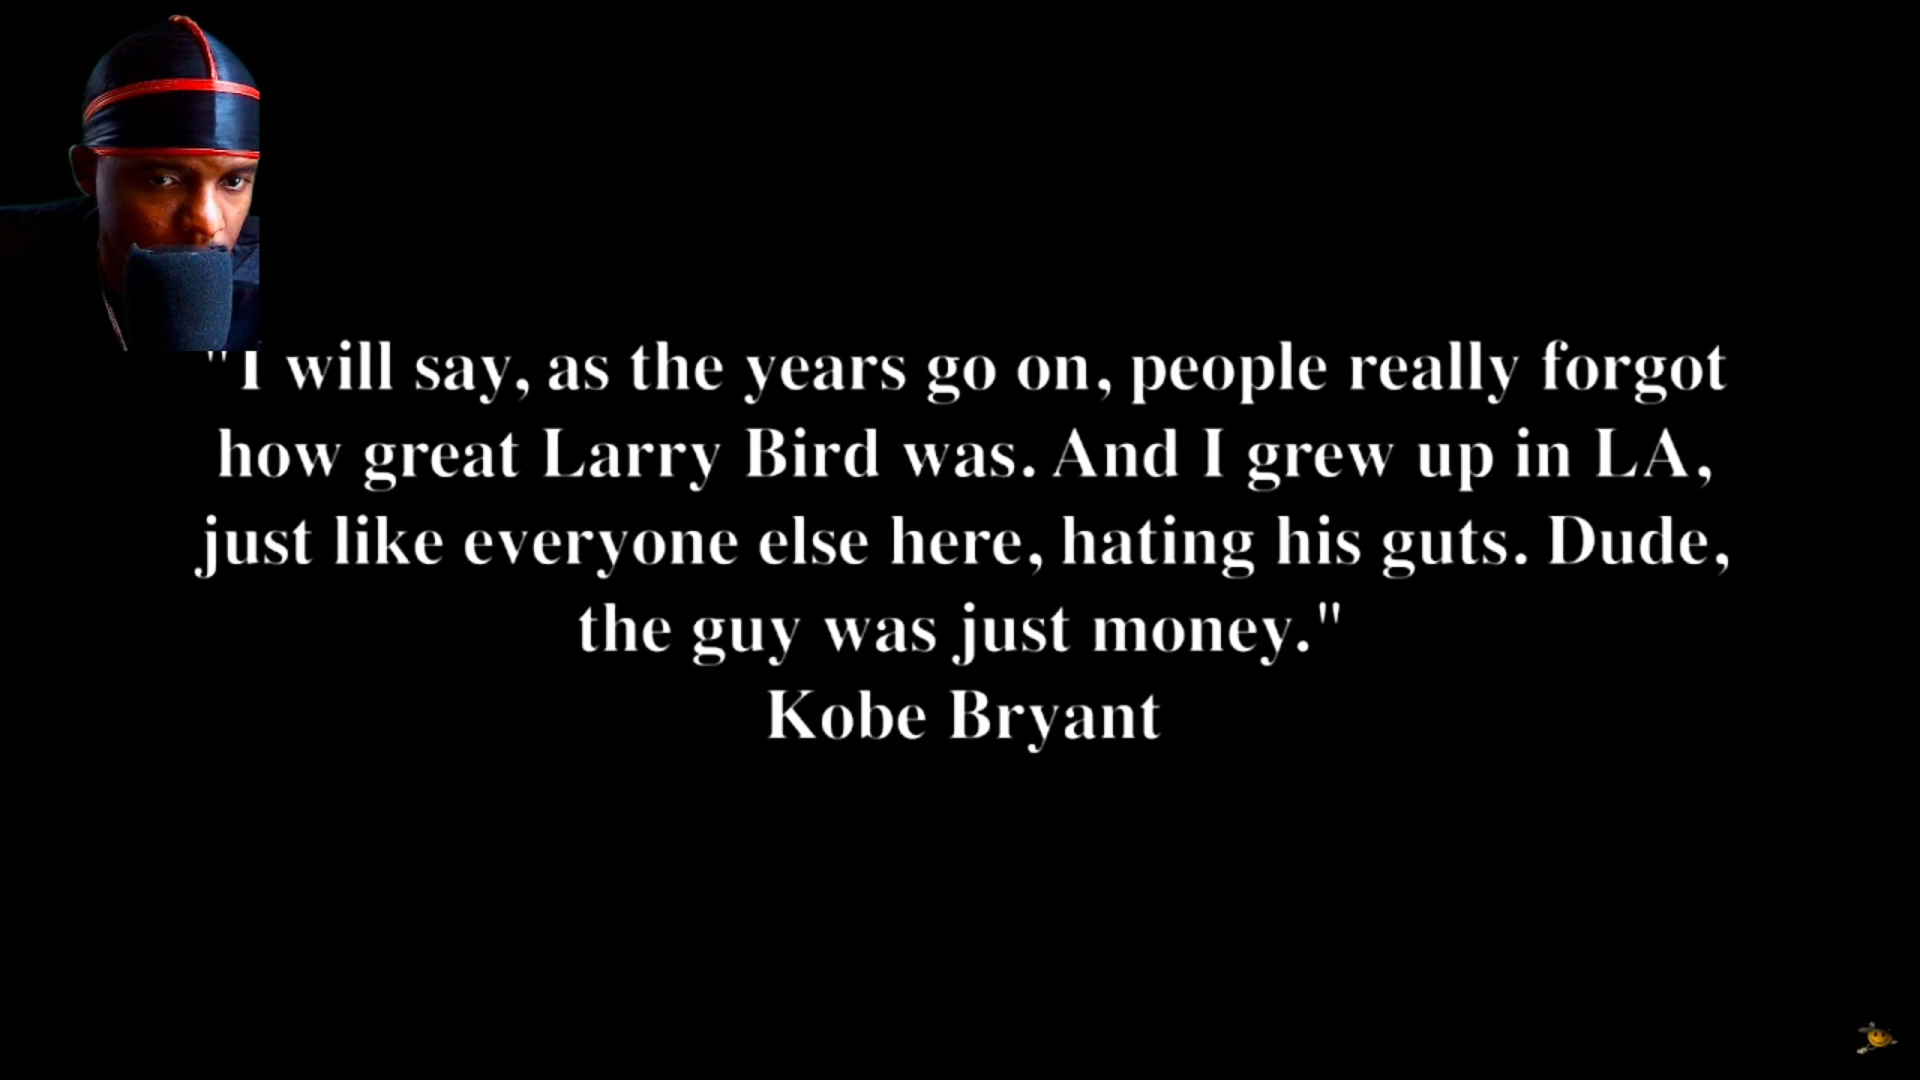 "I will say, as the years go on, people really forgot
how great Larry Bird was. And I grew up in LA,
just like everyone else here, hating his guts. Dude,
the guy was just money."
Kobe Bryant